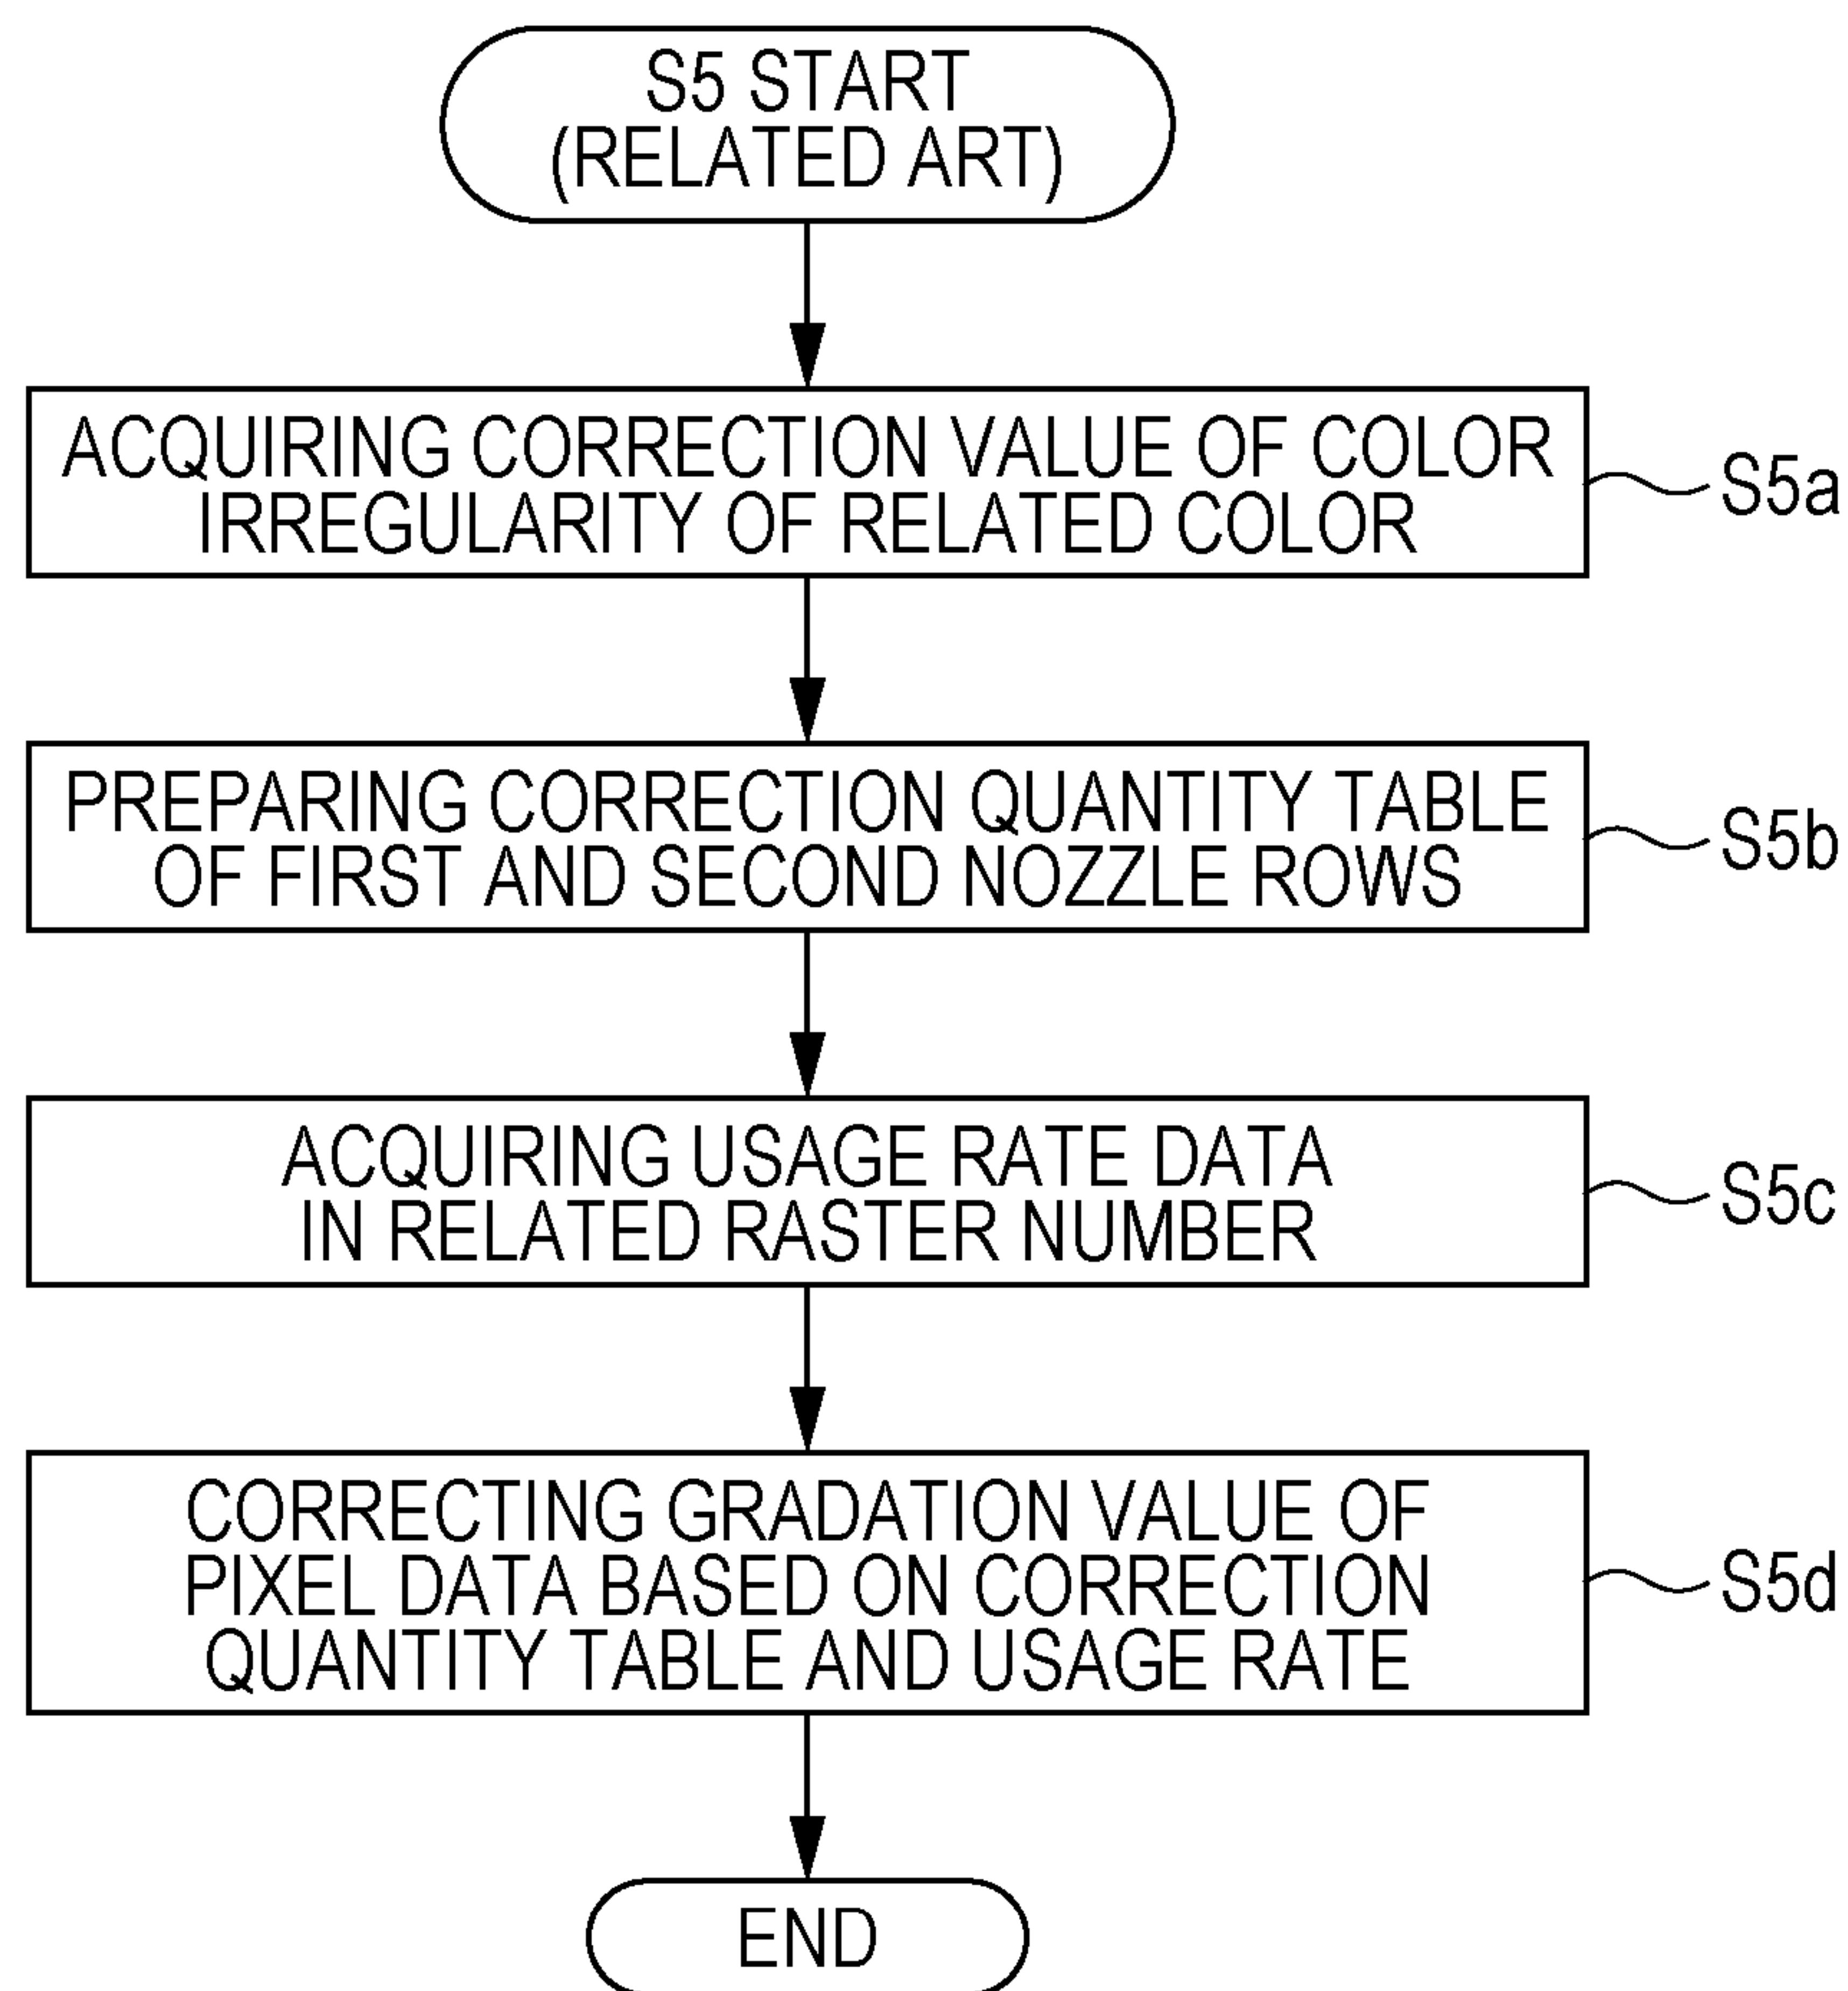 S5 START
(RELATED ART)
ACQUIRING CORRECTION VALUE OF COLOR
IRREGULARITY OF RELATED COLOR
S5a
PREPARING CORRECTION QUANTITY TABLE
OF FIRST AND SECOND NOZZLE ROWS
S5b
ACQUIRING USAGE RATE DATA
IN RELATED RASTER NUMBER
S5c
CORRECTING GRADATION VALUE OF
PIXEL DATA BASED ON CORRECTION
QUANTITY TABLE AND USAGE RATE
S5d
END